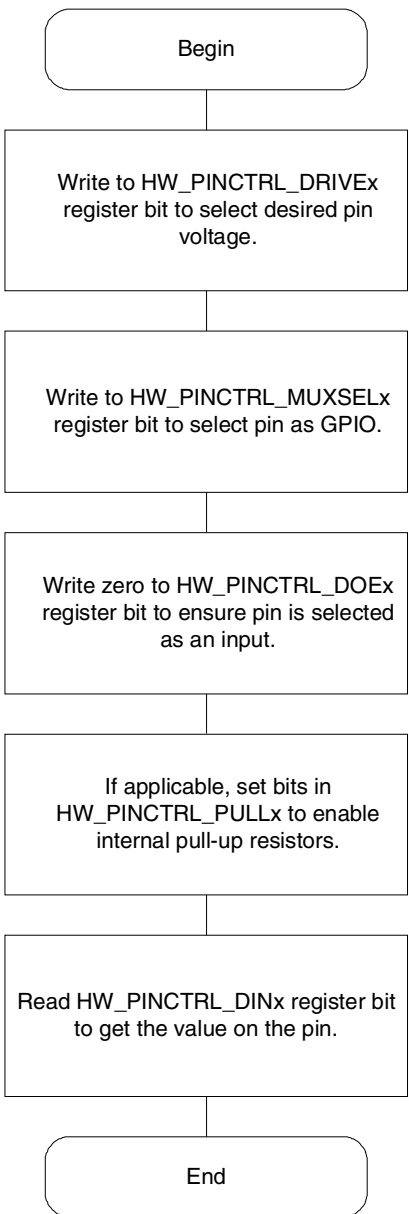 Begin
Write to HW_PINCTRL_DRIVEx
register bit to select desired pin
voltage.
Write to HW_PINCTRL_MUXSELx
register bit to select pin as GPIO.
Write zero to HW_PINCTRL_DOEx
register bit to ensure pin is selected
as an input.
If applicable, set bits in
HW_PINCTRL_PULLx to enable
internal pull-up resistors.
Read HW_PINCTRL_DINx register bit
to get the value on the pin.
End